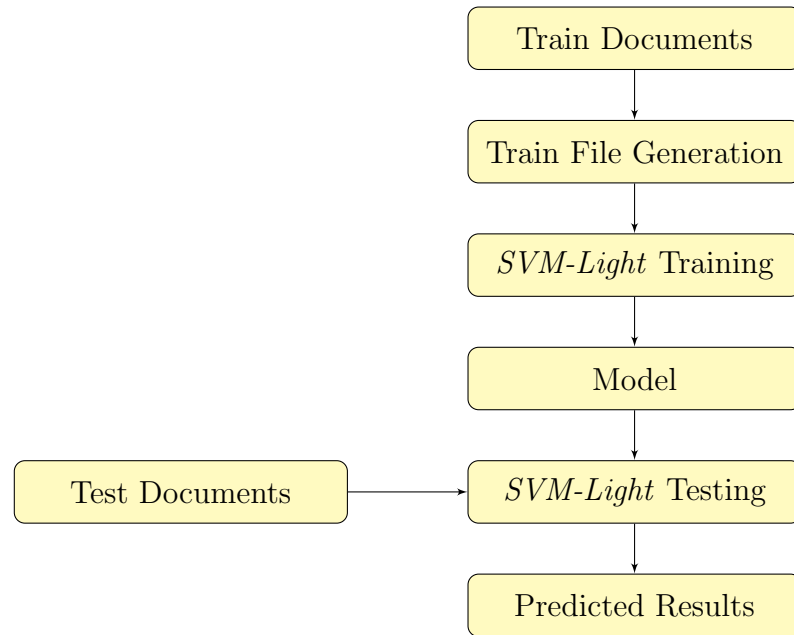 Train Documents
Train File Generation
SVM-Light Training
Model
Test Documents
SVM-Light Testing
Predicted Results